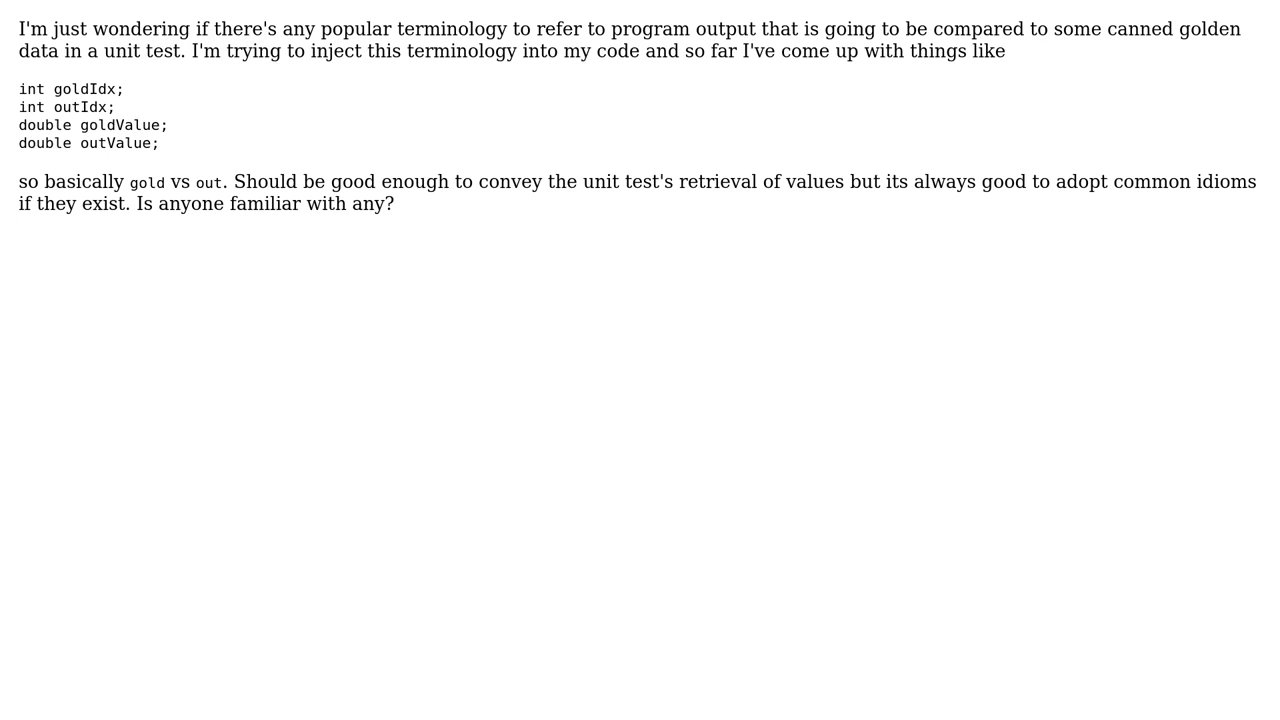 I'm just wondering if there's any popular terminology to refer to program output that is going to be compared to some canned golden
data in a unit test. I'm trying to inject this terminology into my code and so far I've come up with things like
int goldIdx;
int outIdx;
double goldValue;
double outValue;
so basically gold vs out. Should be good enough to convey the unit test's retrieval of values but its always good to adopt common idioms
if they exist. Is anyone familiar with any?